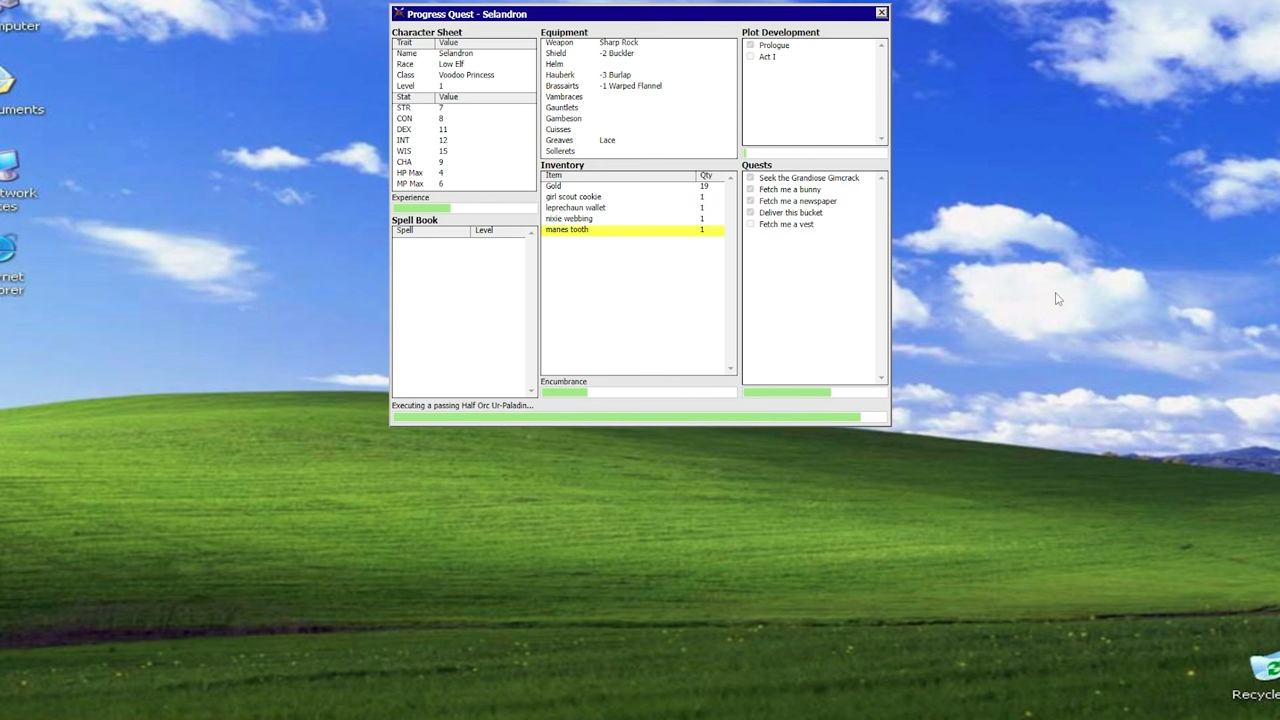 Progress Quest - Selandron
Character Sheet
Trait Value
Name Selandron
Race Low Elf
Class Voodoo Princess
Level 1
Stat Value
STR 7
CON 8
DEX 11
INT 12
WIS 15
CHA 9
HP Max 4
MP Max 6
Experience
Spell Book
Spell Level
Equipment
Weapon Sharp Rock
Shield -2 Buckler
Helm
Hauberk -3 Burlap
Brassairts -1 Warped Flannel
Vambraces
Gauntlets
Gambeson
Cuisses
Greaves Lace
Sollerets
Inventory
Item Qty
Gold 19
girl scout cookie 1
leprechaun wallet 1
nixie webbing 1
manes tooth 1
Encumbrance
Plot Development
Prologue
Act I
Quests
Seek the Grandiose Gimcrack
Fetch me a bunny
Fetch me a newspaper
Deliver this bucket
Fetch me a vest
Executing a passing Half Orc Ur-Paladin...
mputer
uments
twork
ces
net
orer
Recycle